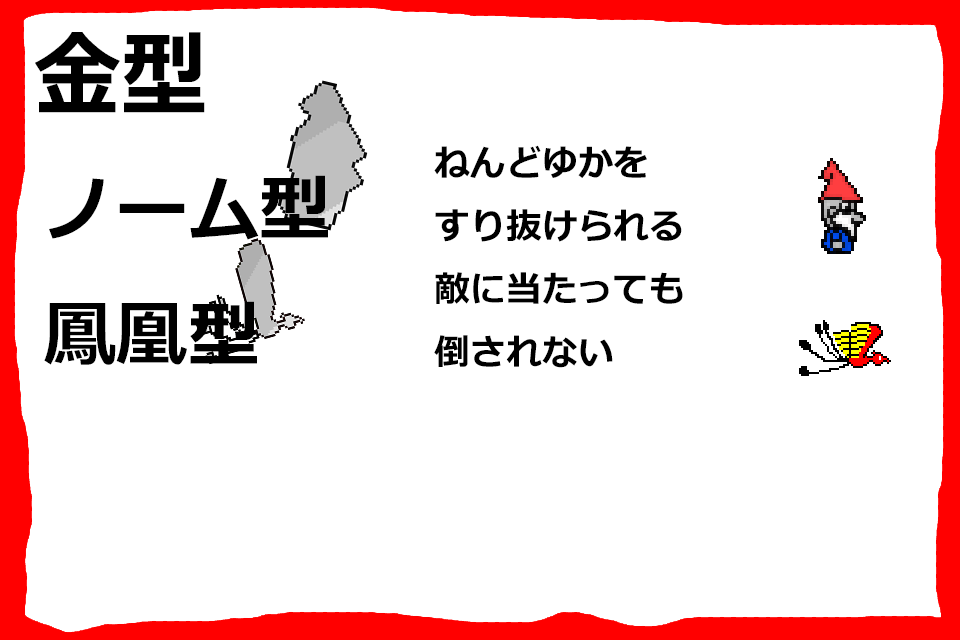 金型
ノーム型
鳳凰型
ねんどゆかを
すり抜けられる
敵に当たっても
倒されない